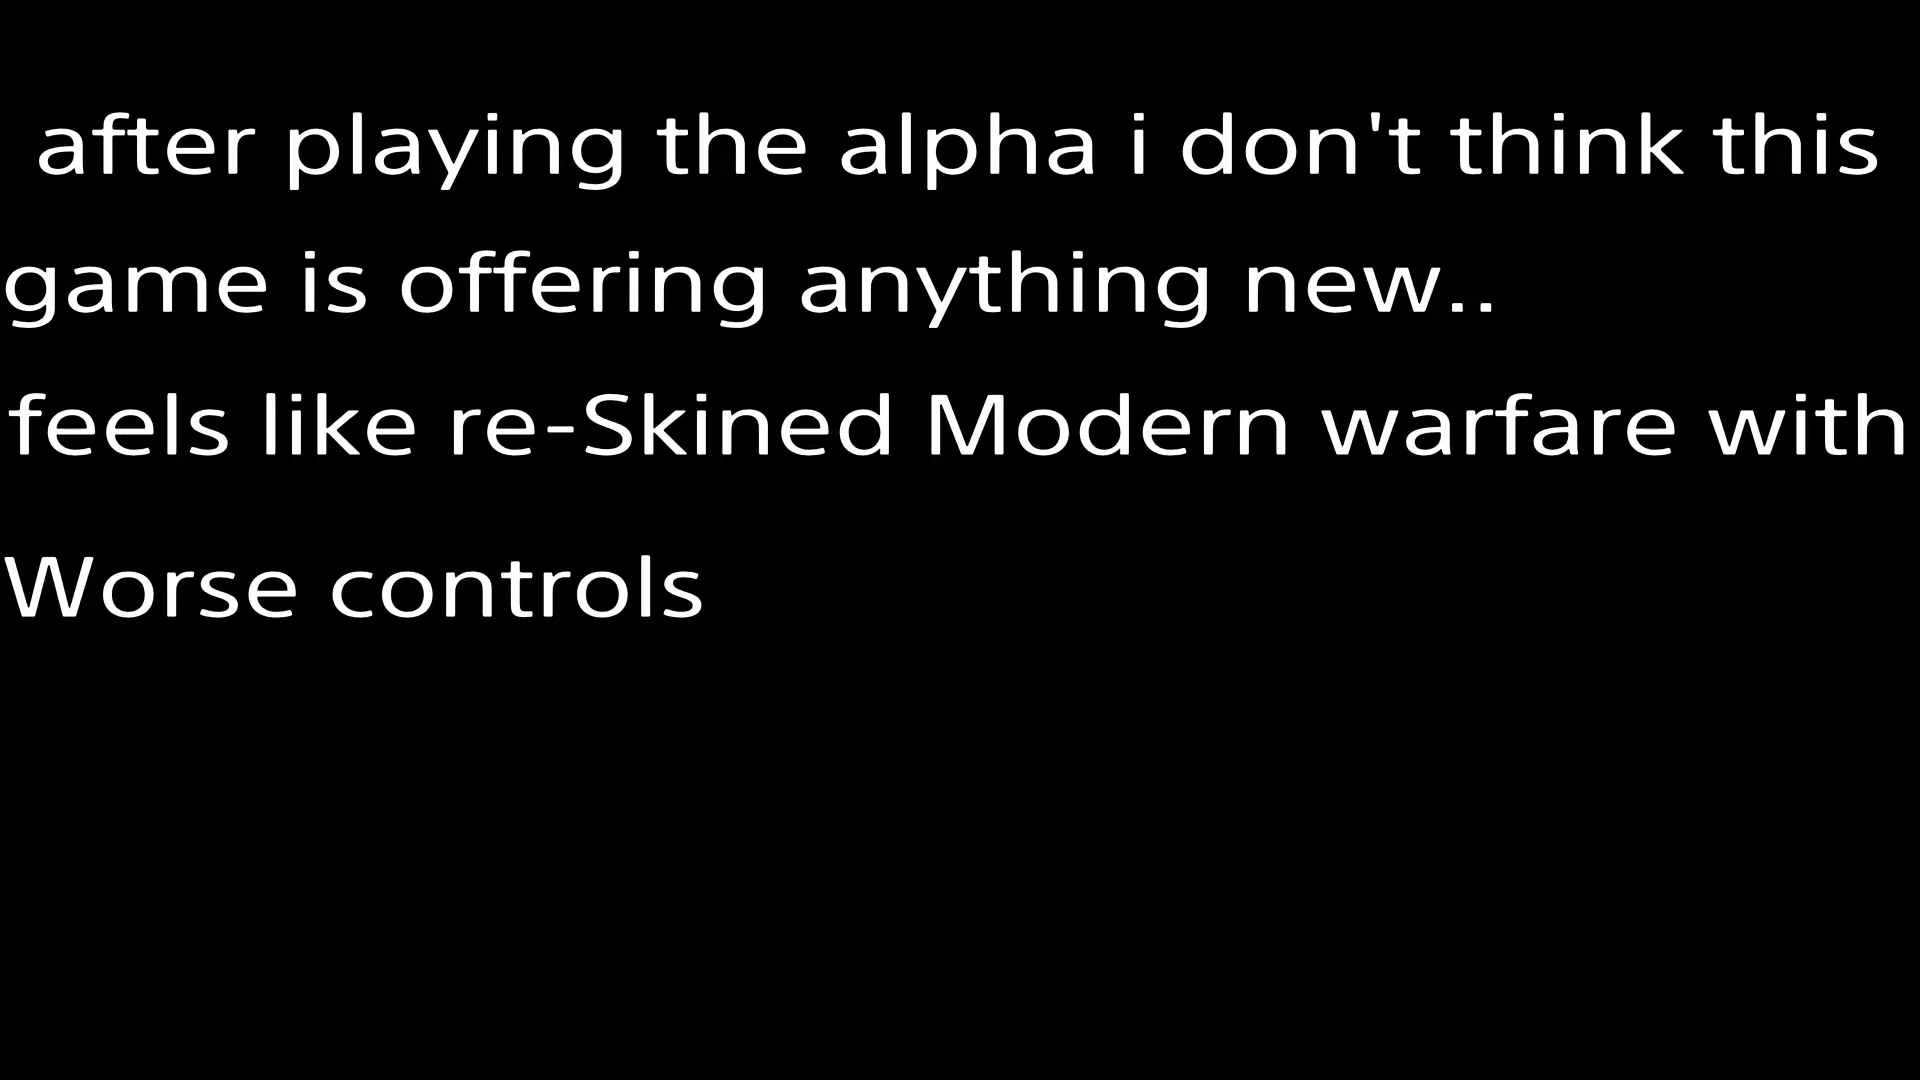 after playing the alpha i don't think this
game is offering anything new..
feels like re-Skined Modern warfare with
Worse controls